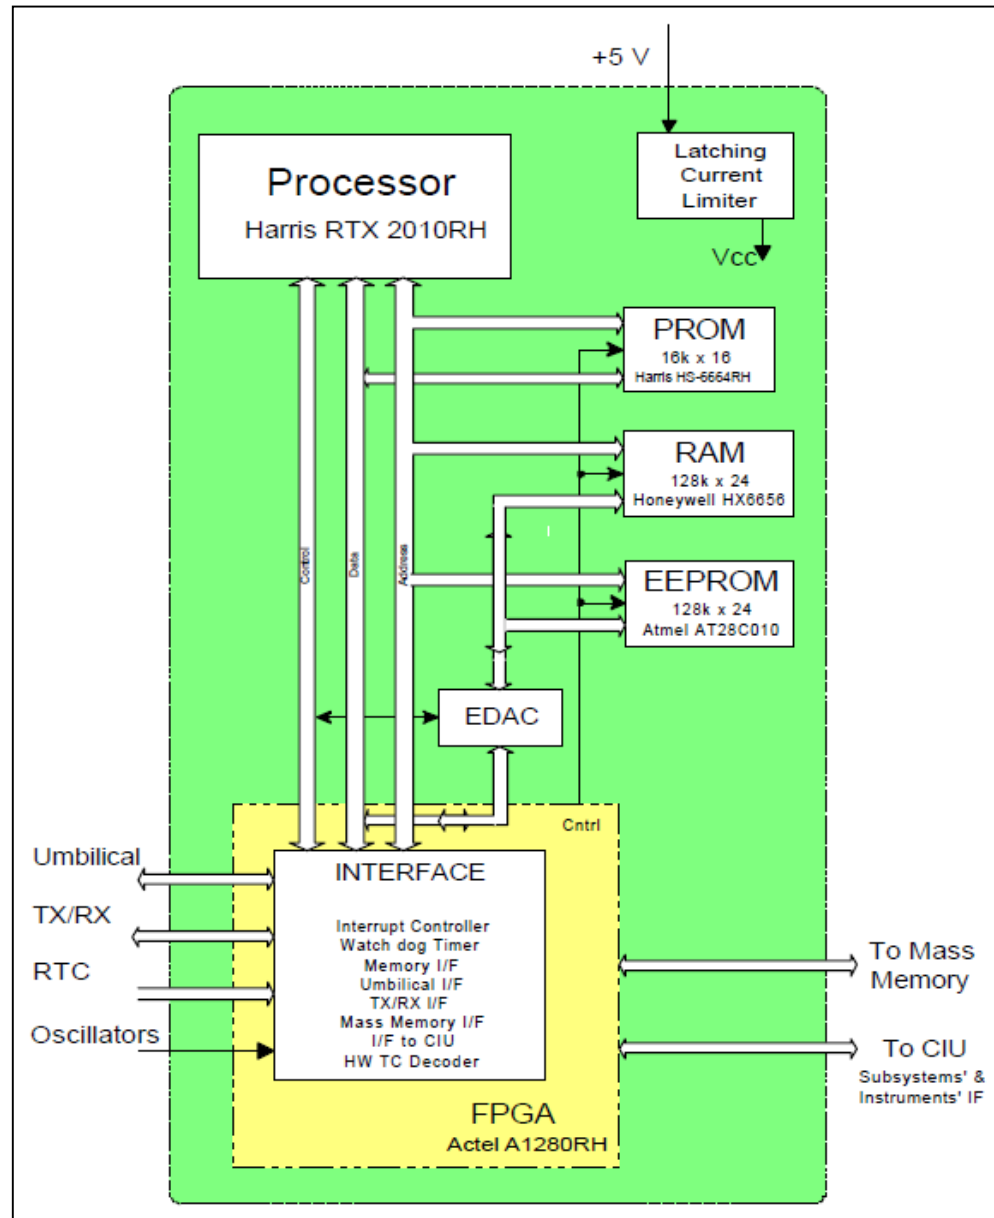 +5 V
Latching
Current
Limiter
Vcc
Processor
Harris RTX 2010RH
PROM
16k x 16
Harris HS-6664RH
RAM
128k x 24
Honeywell HX6656
EEPROM
128k x 24
Atmel AT28C010
Control
Data
Address
EDAC
Cntrl
INTERFACE
Interrupt Controller
Watch dog Timer
Memory I/F
Umbilical I/F
TX/RX I/F
Mass Memory I/F
I/F to CIU
HW TC Decoder
FPGA
Actel A1280RH
Umbilical
TX/RX
RTC
Oscillators
To Mass
Memory
To CIU
Subsystems' &
Instruments' IF